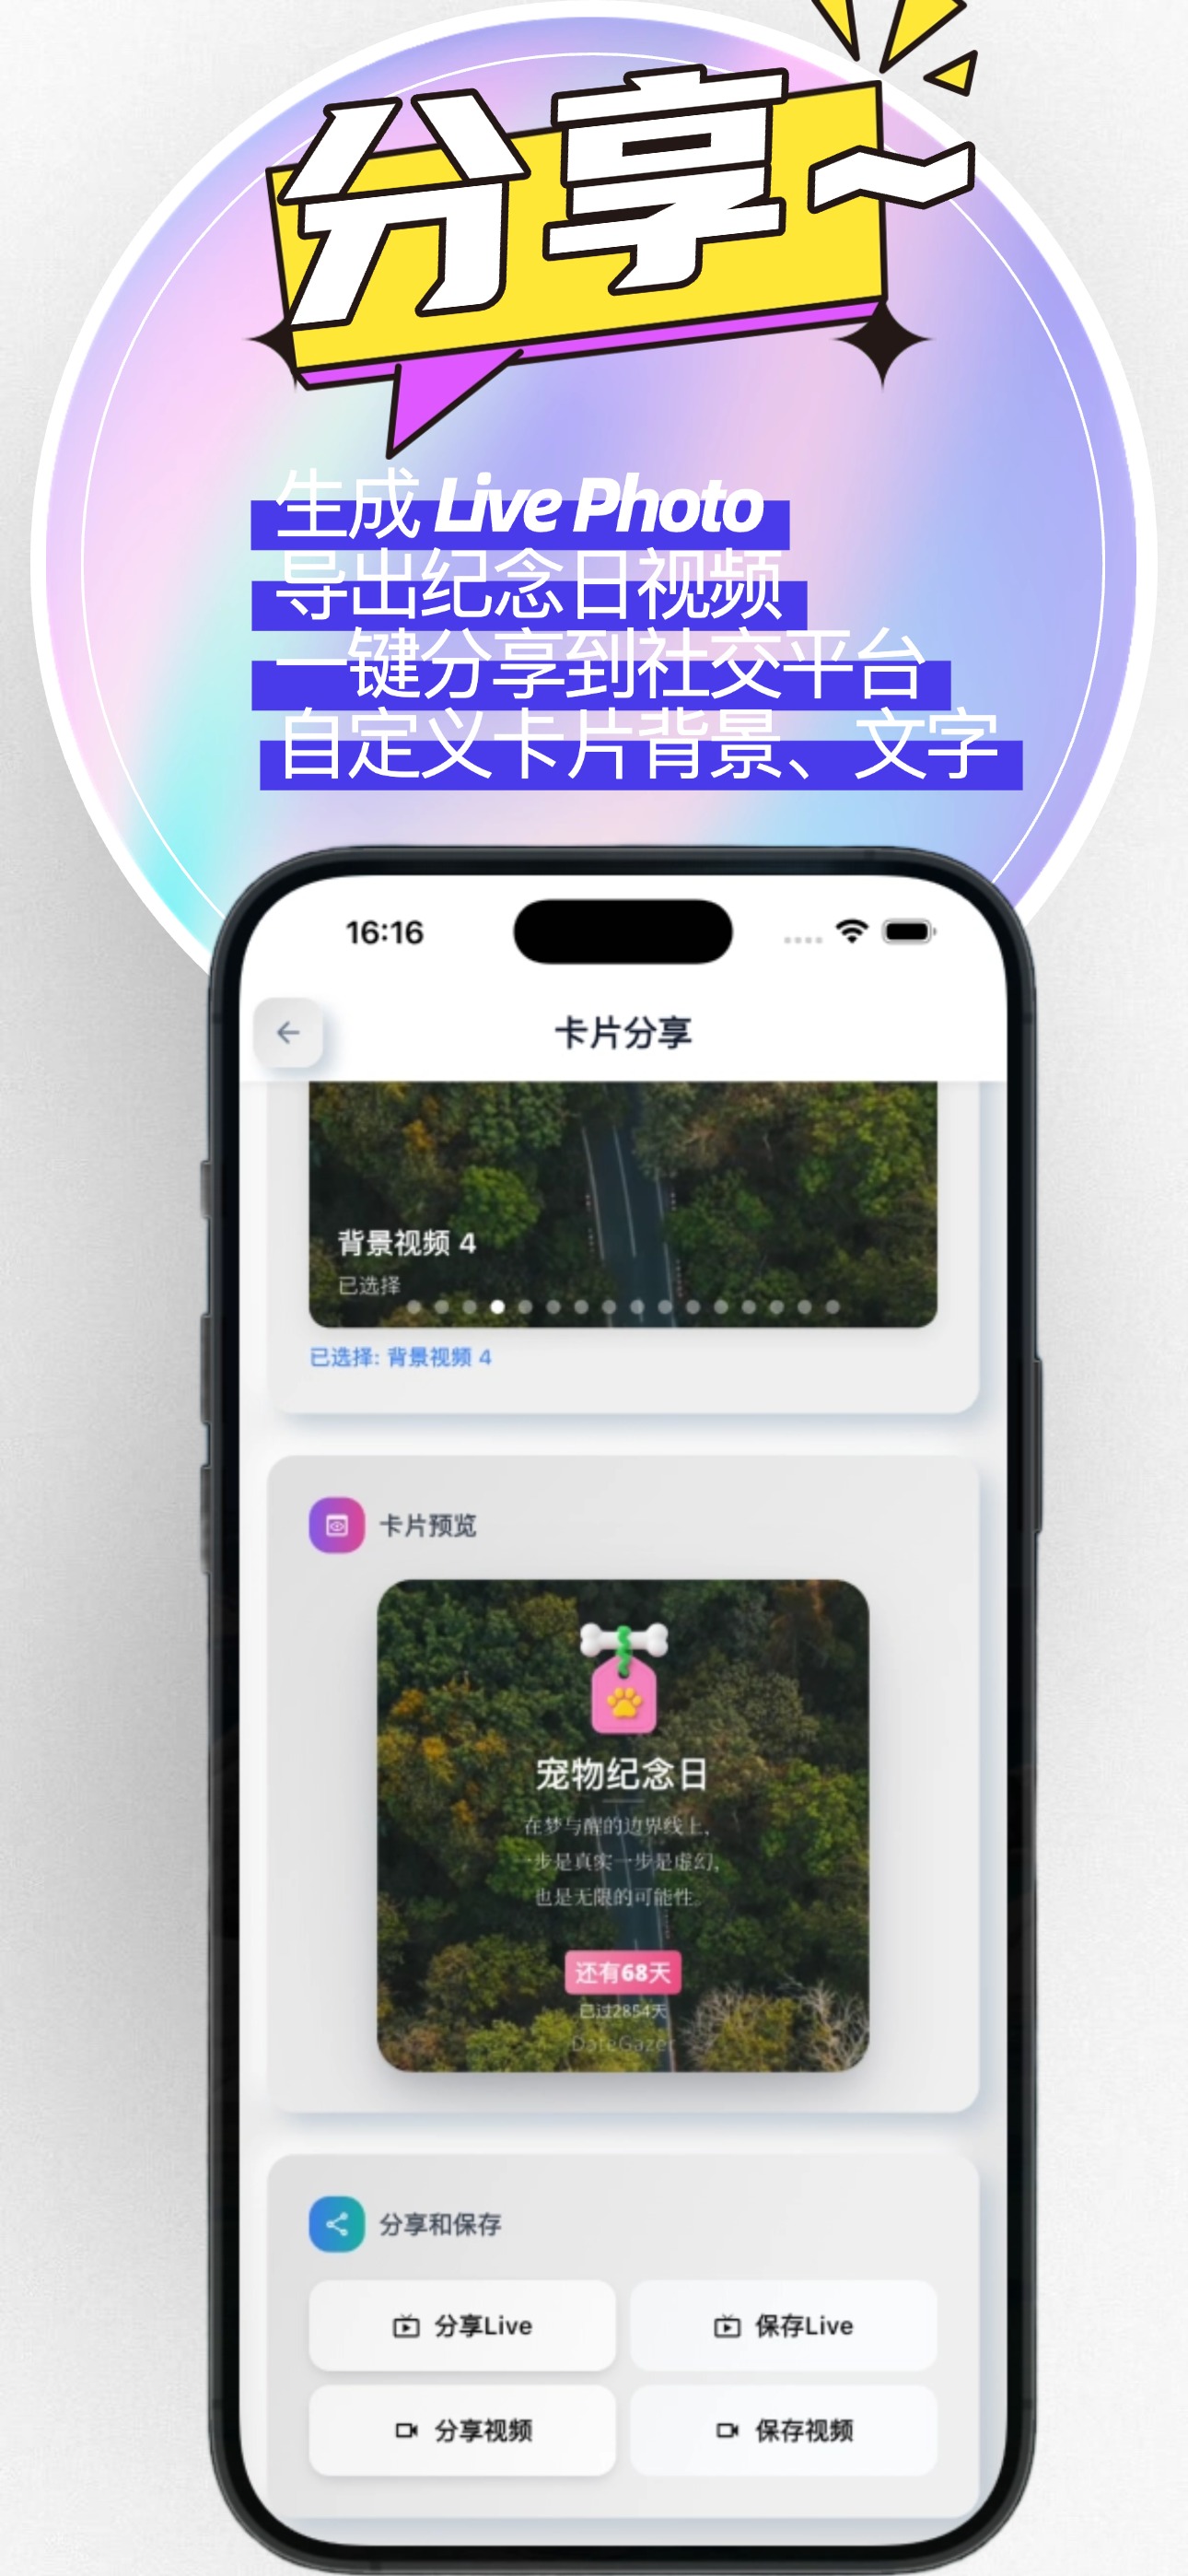 分享~
生成 Live Photo
导出纪念日视频
一键分享到社交平台
自定义卡片背景、文字
16:16
卡片分享
背景视频 4
已选择
已选择: 背景视频 4
卡片预览
宠物纪念日
在梦与醒的边界线上,
一步是真实一步是虚幻,
也是无限的可能性。
还有68天
已过2854天
DateGazer
分享和保存
分享Live
保存Live
分享视频
保存视频